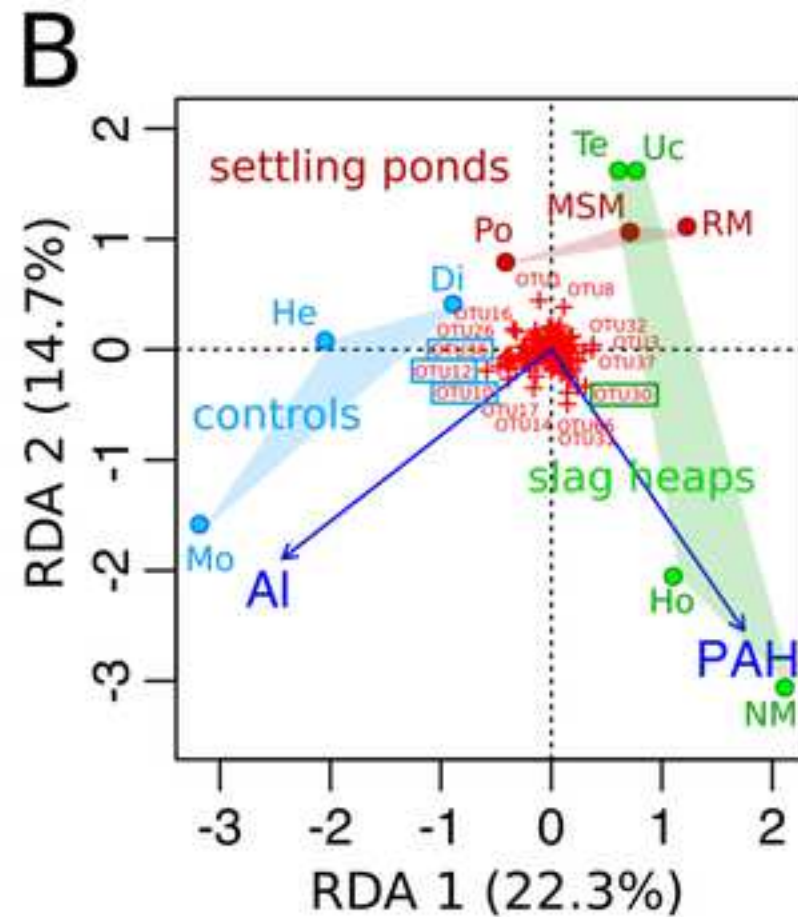 B
2
1
0
-1
-2
-3
RDA 2 (14.7%)
settling ponds
Te
Uc
MSM
RM
Po
Di
He
OTU8
OTU16
OTU26
OTU32
OTU3
OTU37
OTU12
OTU30
OTU17
OTU14
controls
slag heaps
Mo
Al
Ho
PAH
NM
-3
-2
-1
0
1
2
RDA 1 (22.3%)